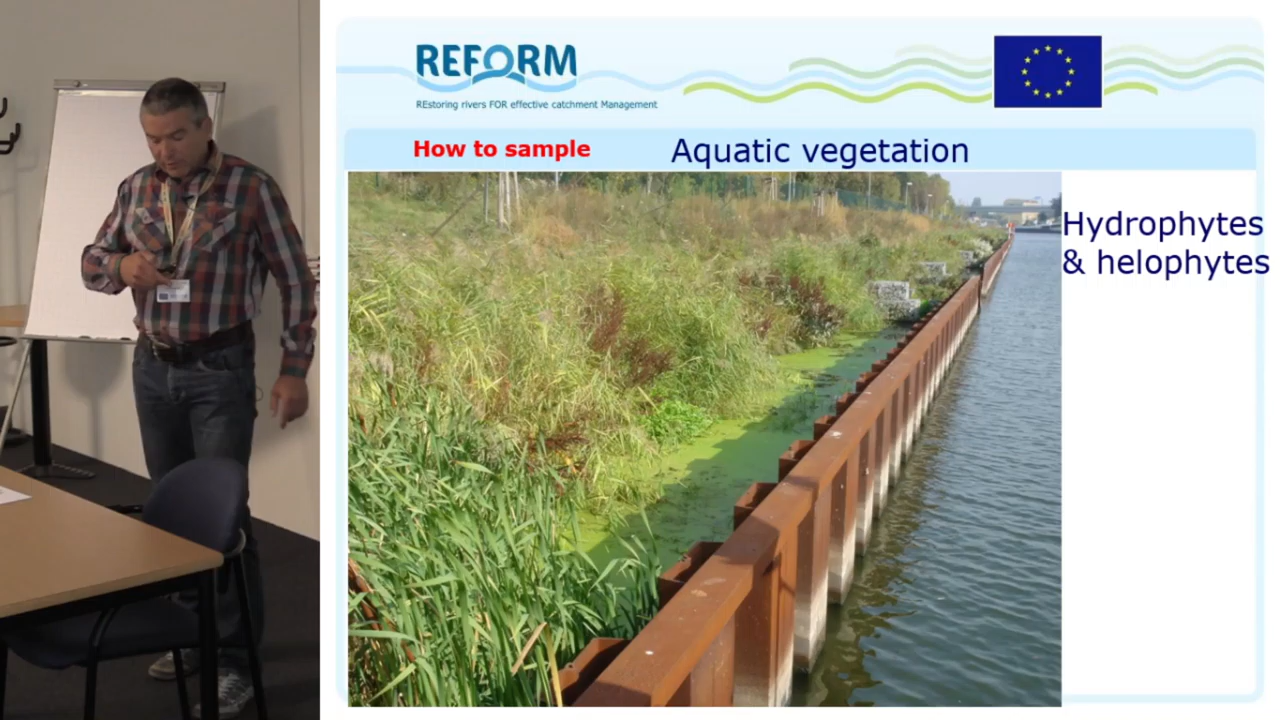 REFORM
REstoring rivers FOR effective catchment Management
How to sample
Aquatic vegetation
Hydrophytes
& helophytes